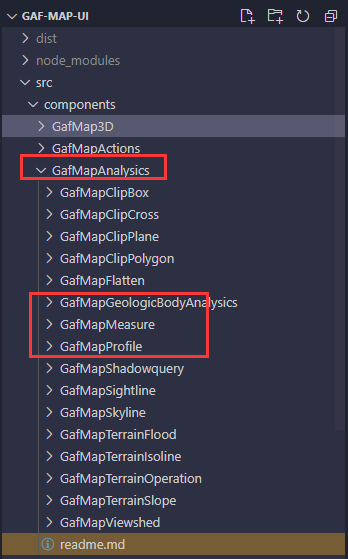 GAF-MAP-UI
dist
node_modules
src
components
GafMap3D
GafMapActions
GafMapAnalysics
GafMapClipBox
GafMapClipCross
GafMapClipPlane
GafMapClipPolygon
GafMapFlatten
GafMapGeologicBodyAnalysics
GafMapMeasure
GafMapProfile
GafMapShadowquery
GafMapSightline
GafMapSkyline
GafMapTerrainFlood
GafMapTerrainIsoline
GafMapTerrainOperation
GafMapTerrainSlope
GafMapViewshed
readme.md